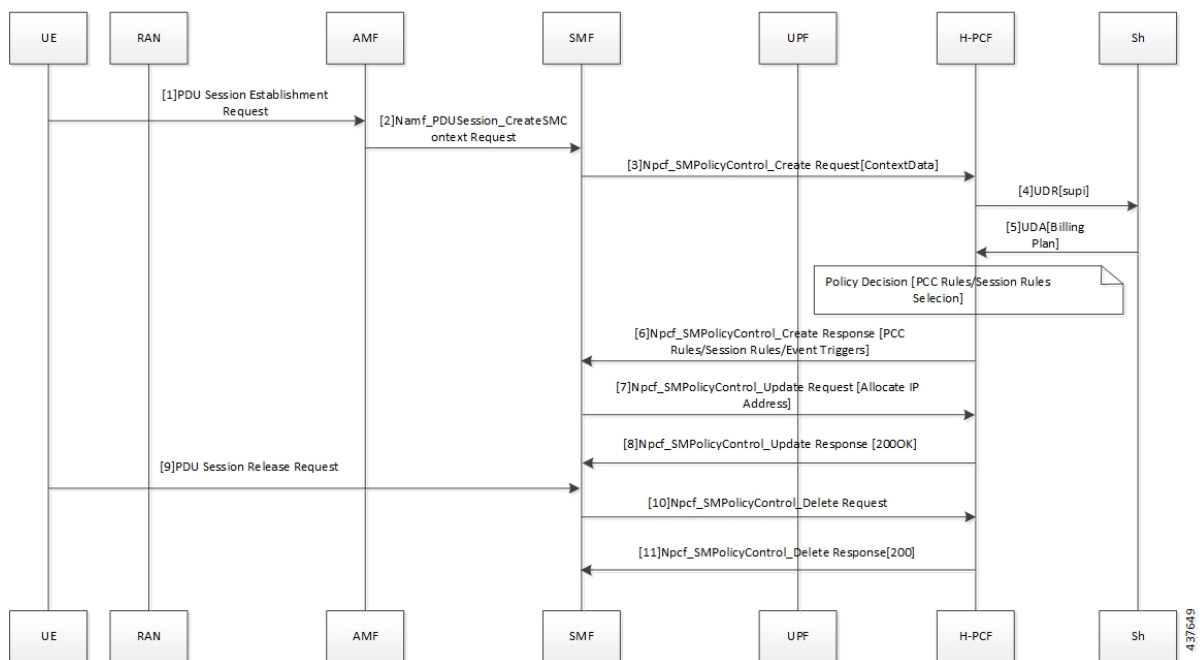 UE
RAN
AMF
SMF
UPF
H-PCF
Sh
[1]PDU Session Establishment
Request
[2]Namf_PDUSession_CreateSMC
ontext Request
[3]Npcf_SMPolicyControl_Create Request[ContextData]
[4]UDR[supi]
[5]UDA[Billing
Plan]
Policy Decision [PCC Rules/Session Rules
Selecion]
[6]Npcf_SMPolicyControl_Create Response [PCC
Rules/Session Rules/Event Triggers]
[7]Npcf_SMPolicyControl_Update Request [Allocate IP
Address]
[8]Npcf_SMPolicyControl_Update Response [200OK]
[9]PDU Session Release Request
[10]Npcf_SMPolicyControl_Delete Request
[11]Npcf_SMPolicyControl_Delete Response[200]
UE
RAN
AMF
SMF
UPF
H-PCF
Sh
437649